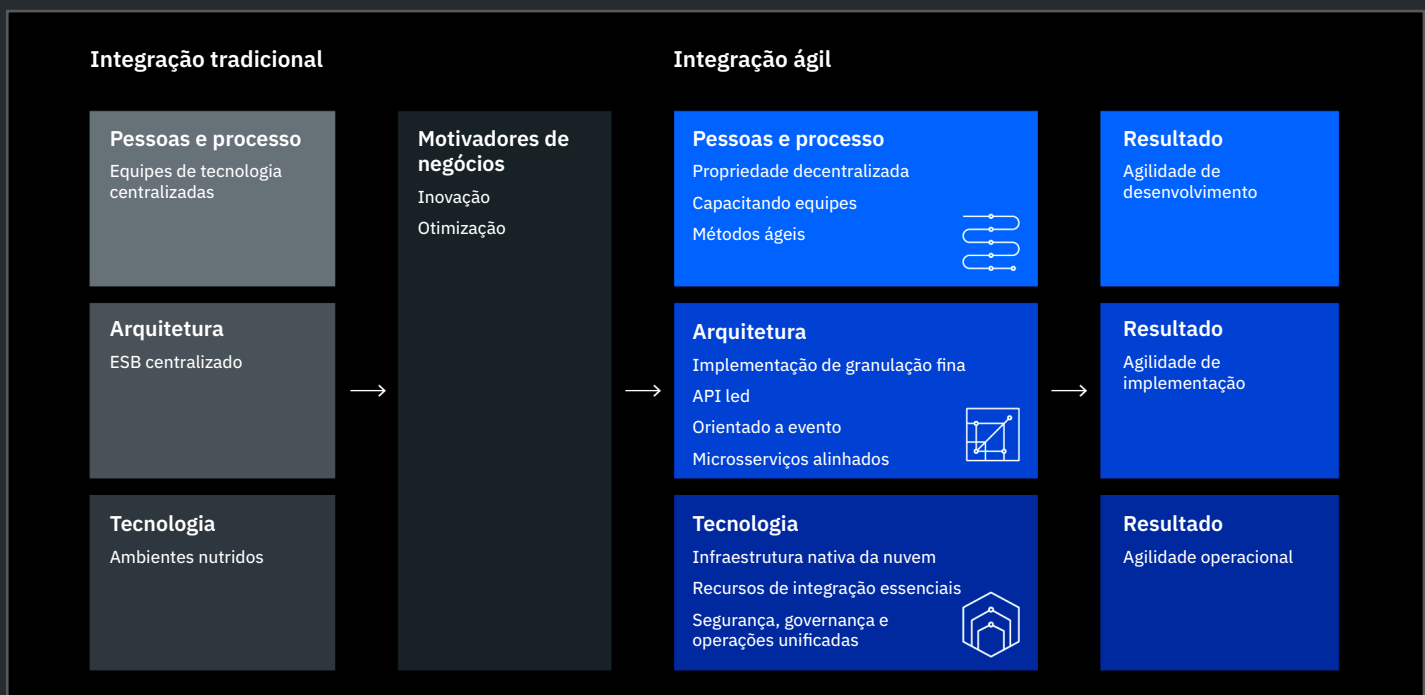 Integração tradicional
Integração ágil
Pessoas e processo
Equipes de tecnologia
centralizadas
Arquitetura
ESB centralizado
Tecnologia
Ambientes nutridos
Motivadores de
negócios
Inovação
Otimização
Pessoas e processo
Propriedade decentralizada
Capacitando equipes
Métodos ágeis
Arquitetura
Implementação de granulação fina
API led
Orientado a evento
Microsserviços alinhados
Tecnologia
Infraestrutura nativa da nuvem
Recursos de integração essenciais
Segurança, governança e
operações unificadas
Resultado
Agilidade de
desenvolvimento
Resultado
Agilidade de
implementação
Resultado
Agilidade operacional